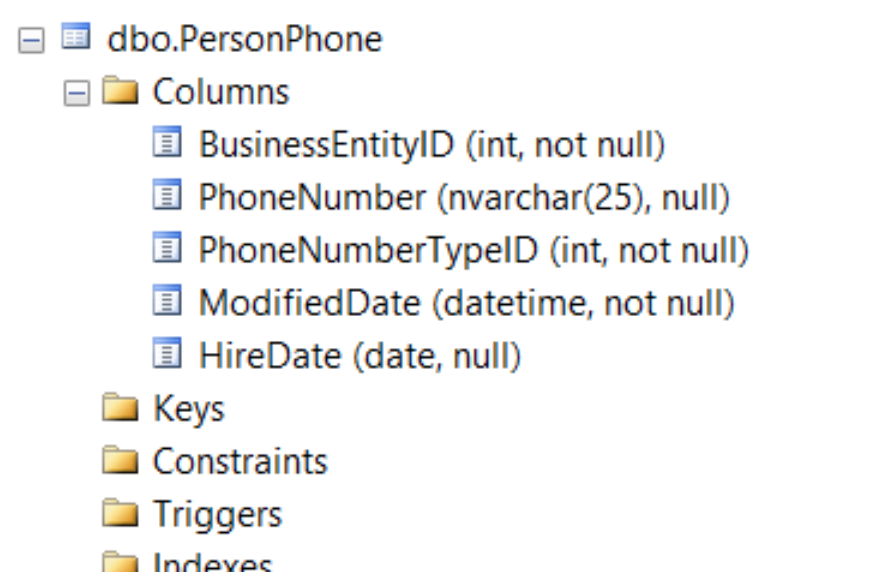 dbo.PersonPhone
Columns
BusinessEntityID (int, not null)
PhoneNumber (nvarchar(25), null)
PhoneNumberTypeID (int, not null)
ModifiedDate (datetime, not null)
HireDate (date, null)
Keys
Constraints
Triggers
Indexes